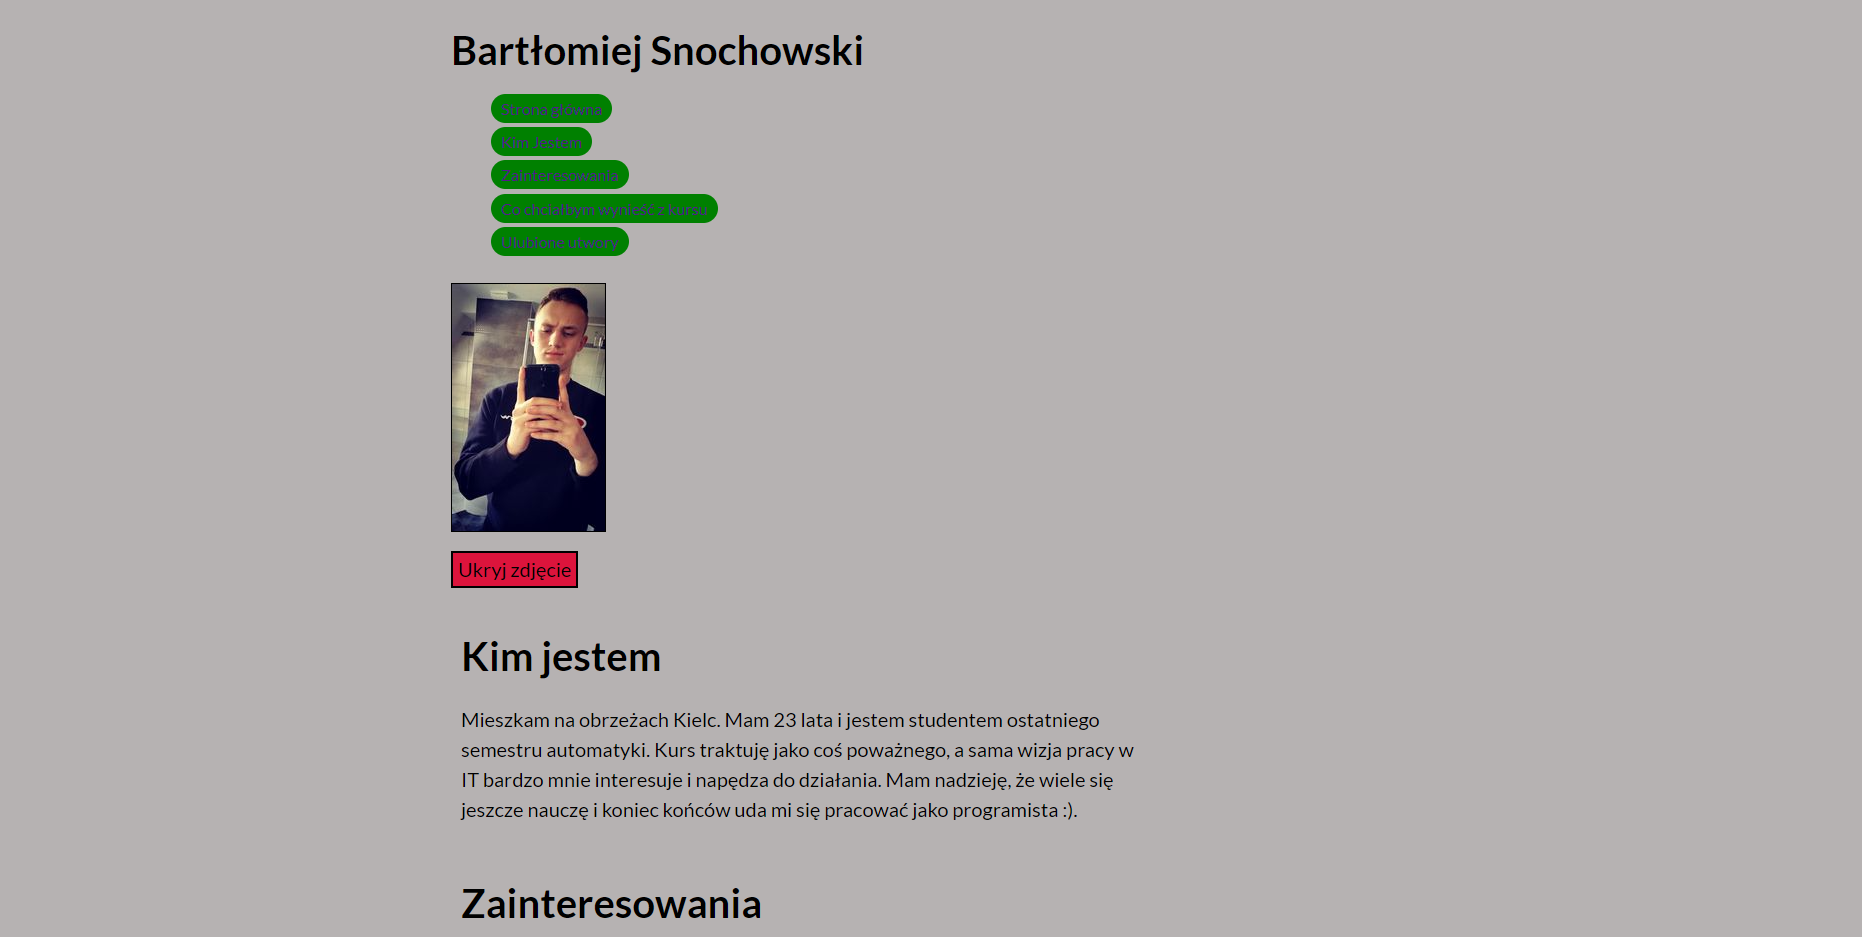 Bartłomiej Snochowski
Strona główna
Kim Jestem
Zainteresowania
Co chciałbym wynieść z kursu
Ulubione utwory
Ukryj zdjęcie
Kim jestem
Mieszkam na obrzeżach Kielc. Mam 23 lata i jestem studentem ostatniego
semestru automatyki. Kurs traktuję jako coś poważnego, a sama wizja pracy w
IT bardzo mnie interesuje i napędza do działania. Mam nadzieję, że wiele się
jeszcze nauczę i koniec końców uda mi się pracować jako programista :).
Zainteresowania